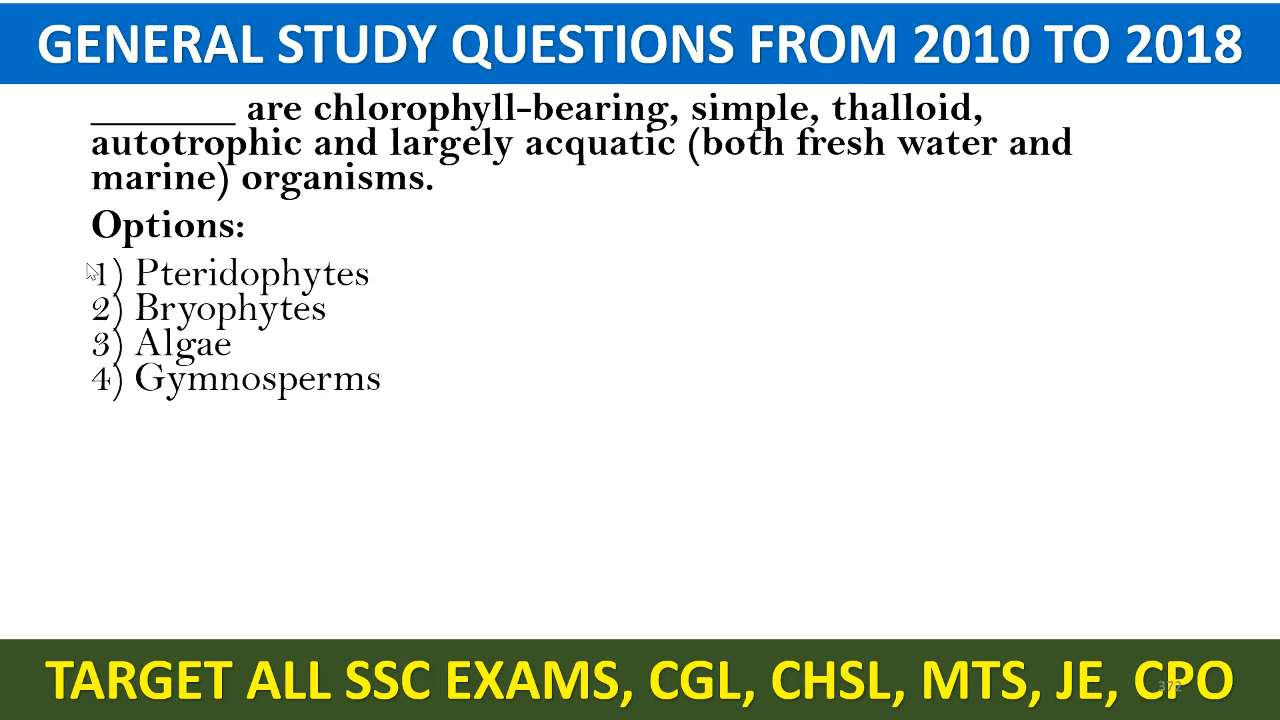 GENERAL STUDY QUESTIONS FROM 2010 TO 2018
_______ are chlorophyll-bearing, simple, thalloid,
autotrophic and largely acquatic (both fresh water and
marine) organisms.
Options:
1) Pteridophytes
2) Bryophytes
3) Algae
4) Gymnosperms
TARGET ALL SSC EXAMS, CGL, CHSL, MTS, JE, CPO
372